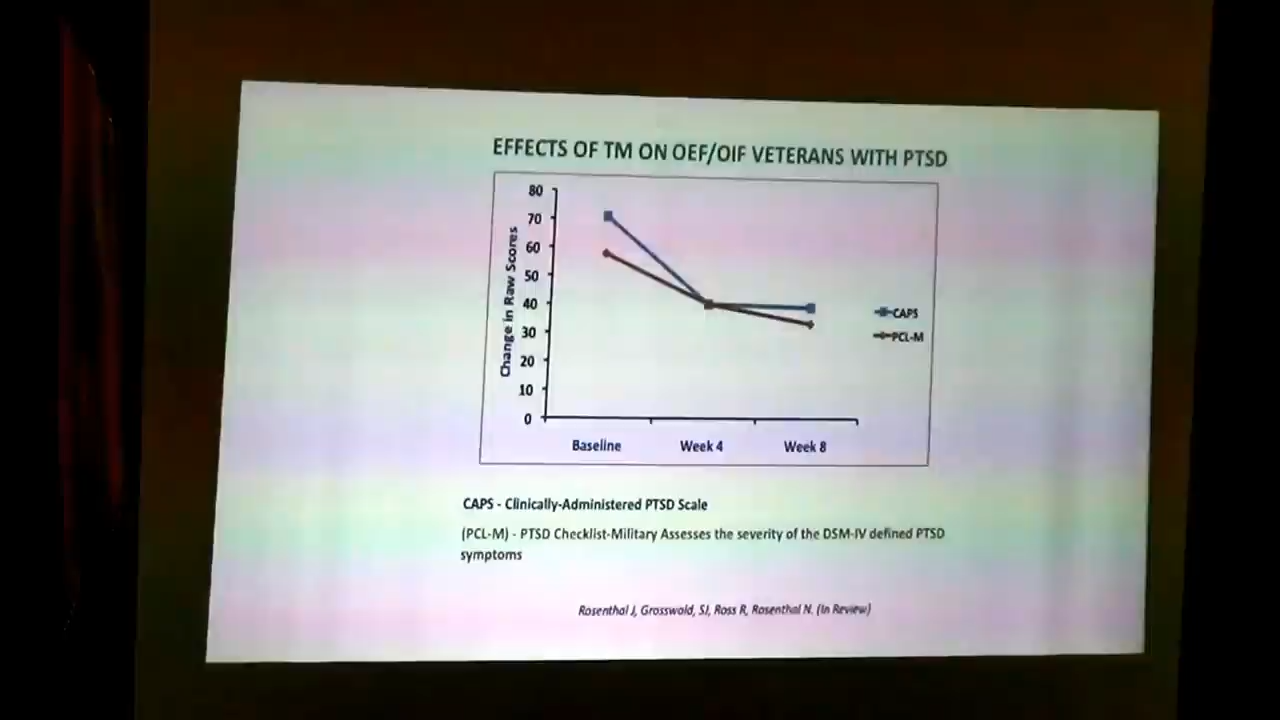 EFFECTS OF TM ON OEF/OIF VETERANS WITH PTSD
80
70
60
50
40
30
20
10
0
Change in Raw Scores
Baseline
Week 4
Week 8
CAPS
PCL-M
CAPS - Clinically-Administered PTSD Scale
(PCL-M) - PTSD Checklist-Military Assesses the severity of the DSM-IV defined PTSD
symptoms
Rosenthal J, Grosswald, SJ, Ross R, Rosenthal N. (In Review)